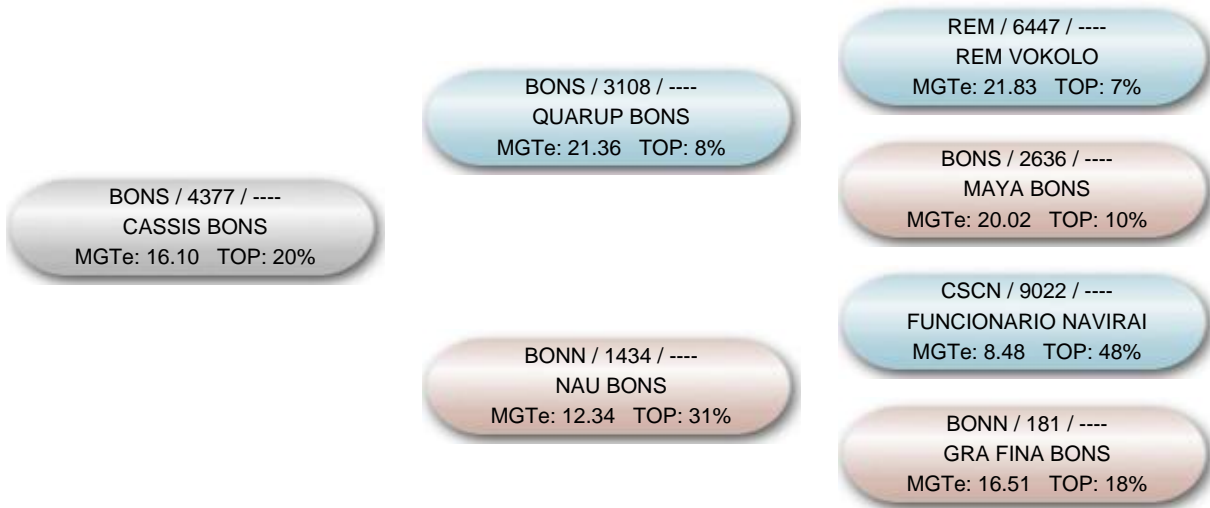 BONS / 4377 / ----
CASSIS BONS
MGTe: 16.10 TOP: 20%
BONS / 3108 / ----
QUARUP BONS
MGTe: 21.36 TOP: 8%
BONN / 1434 / ----
NAU BONS
MGTe: 12.34 TOP: 31%
REM / 6447 / ----
REM VOKOLO
MGTe: 21.83 TOP: 7%
BONS / 2636 / ----
MAYA BONS
MGTe: 20.02 TOP: 10%
CSCN / 9022 / ----
FUNCIONARIO NAVIRAI
MGTe: 8.48 TOP: 48%
BONN / 181 / ----
GRA FINA BONS
MGTe: 16.51 TOP: 18%